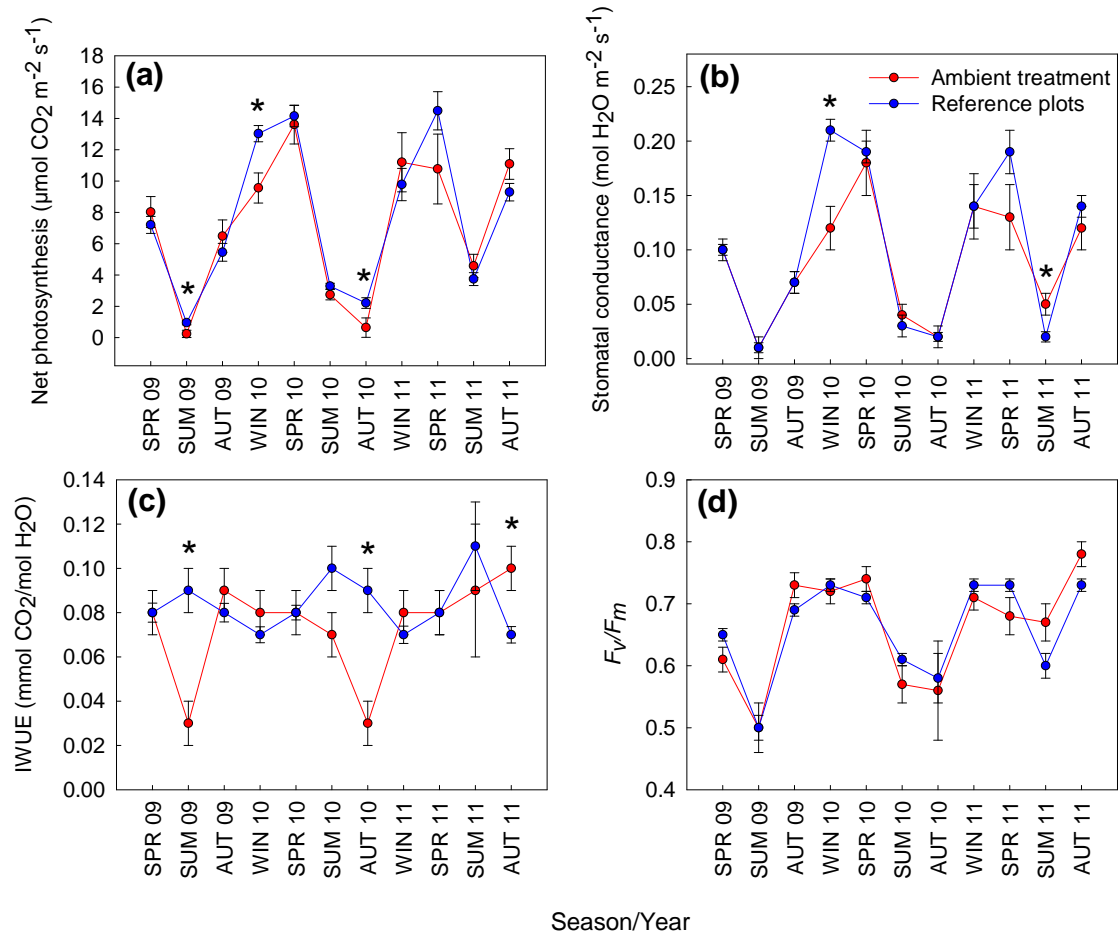 Net photosynthesis (µmol CO2 m-2 s-1)
18
16
14
12
10
8
6
4
2
0
(a)
*
*
*
SPR 09
SUM 09
AUT 09
WIN 10
SPR 10
SUM 10
AUT 10
WIN 11
SPR 11
SUM 11
AUT 11
Stomatal conductance (mol H2O m-2 s-1)
0.25
0.20
0.15
0.10
0.05
0.00
(b)
Ambient treatment
Reference plots
*
*
SPR 09
SUM 09
AUT 09
WIN 10
SPR 10
SUM 10
AUT 10
WIN 11
SPR 11
SUM 11
AUT 11
IWUE (mmol CO2/mol H2O)
0.14
0.12
0.10
0.08
0.06
0.04
0.02
0.00
(c)
*
*
*
SPR 09
SUM 09
AUT 09
WIN 10
SPR 10
SUM 10
AUT 10
WIN 11
SPR 11
SUM 11
AUT 11
Fv/Fm
0.9
0.8
0.7
0.6
0.5
0.4
(d)
SPR 09
SUM 09
AUT 09
WIN 10
SPR 10
SUM 10
AUT 10
WIN 11
SPR 11
SUM 11
AUT 11
Season/Year